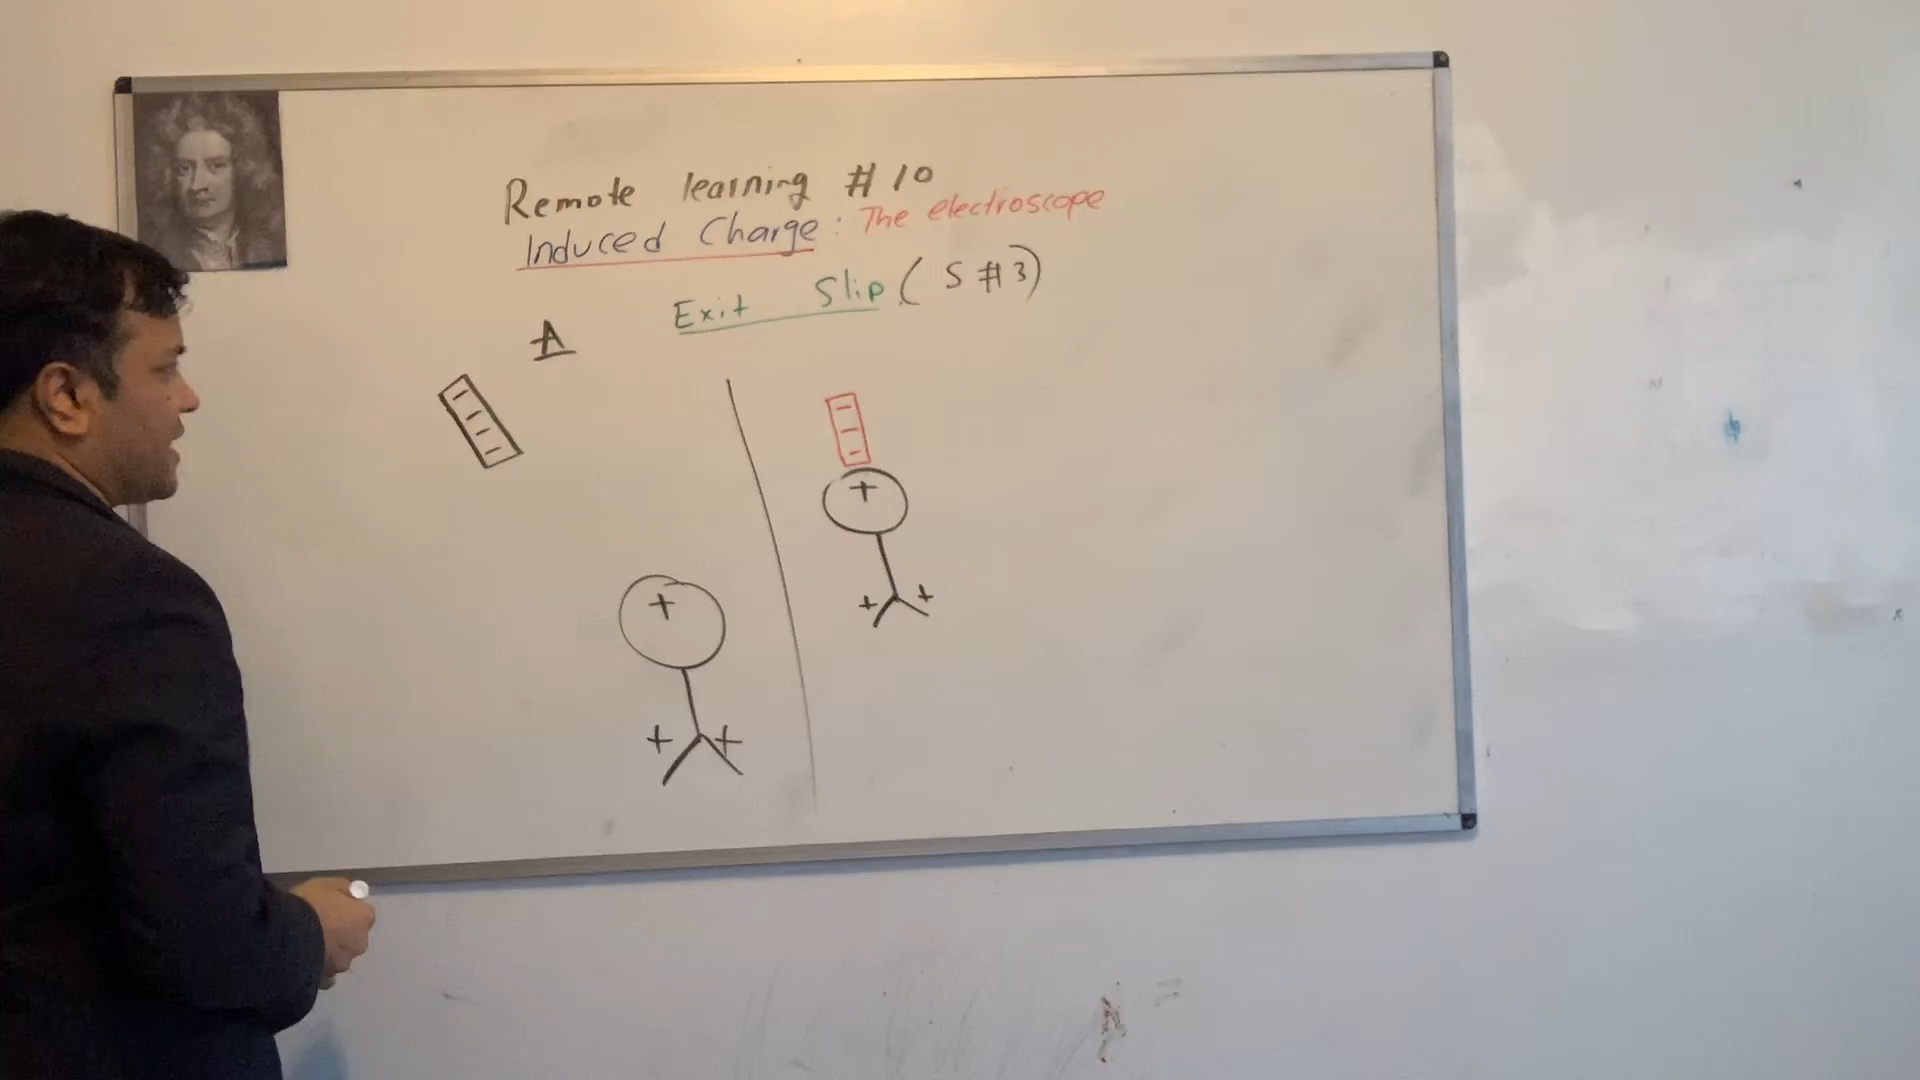 Remote learning #10
Induced Charge: The electroscope
Exit Slip (S #3)
A
- - - -
- - -
+
+
+ +
+ +